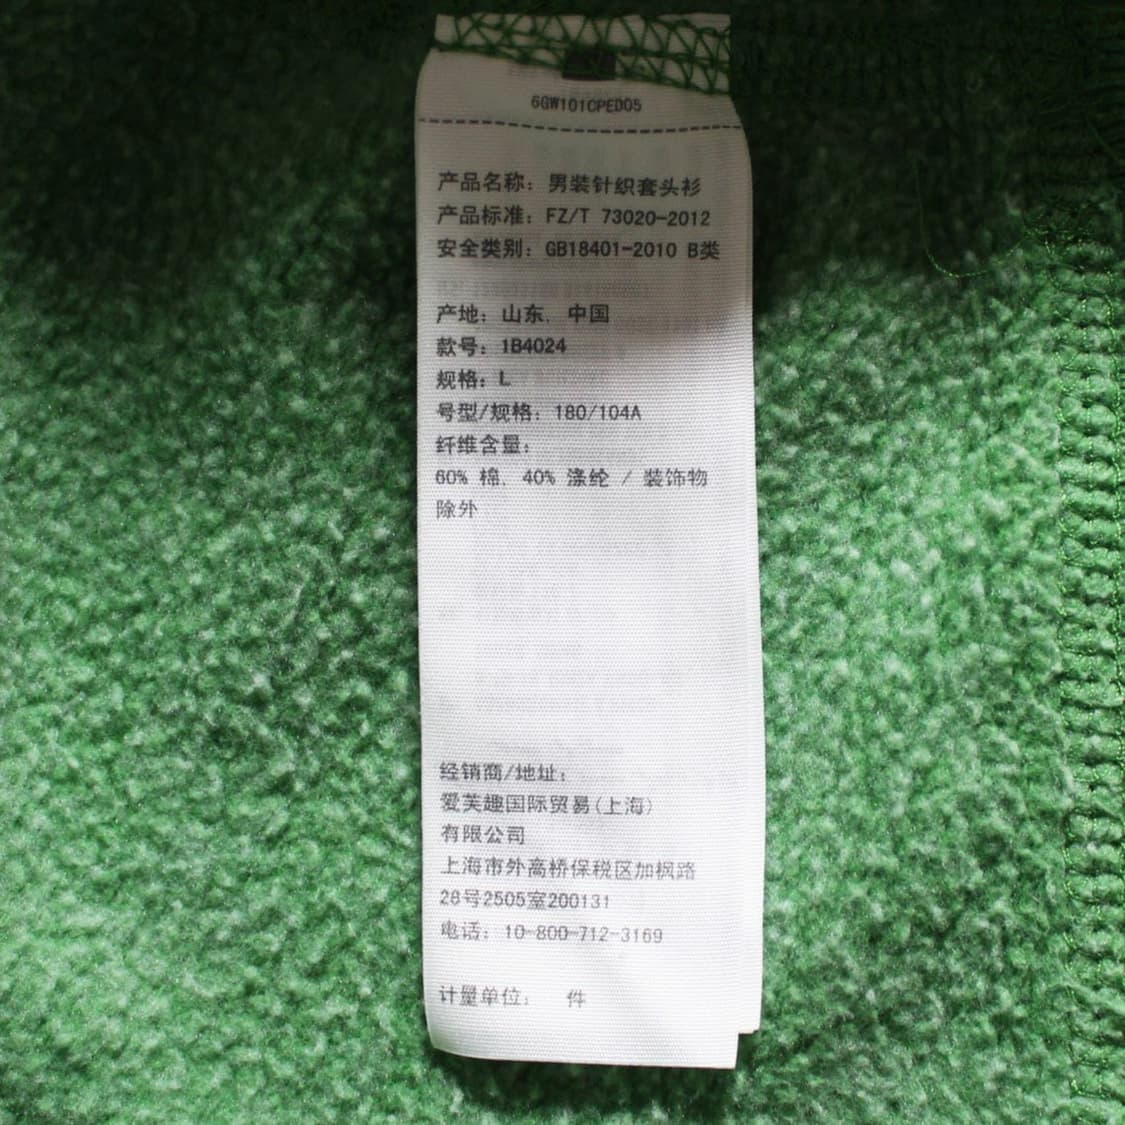 6GW101CPED05
产品名称：男装针织套头衫
产品标准：FZ/T 73020-2012
安全类别：GB18401-2010 B类
产地：山东、中国
款号：1B4024
规格：L
号型/规格：180/104A
纤维含量：
60% 棉、40% 涤纶 / 装饰物
除外
经销商/地址：
爱芙趣国际贸易(上海)
有限公司
上海市外高桥保税区加枫路
28号2505室200131
电话：10-800-712-3169
计量单位： 件